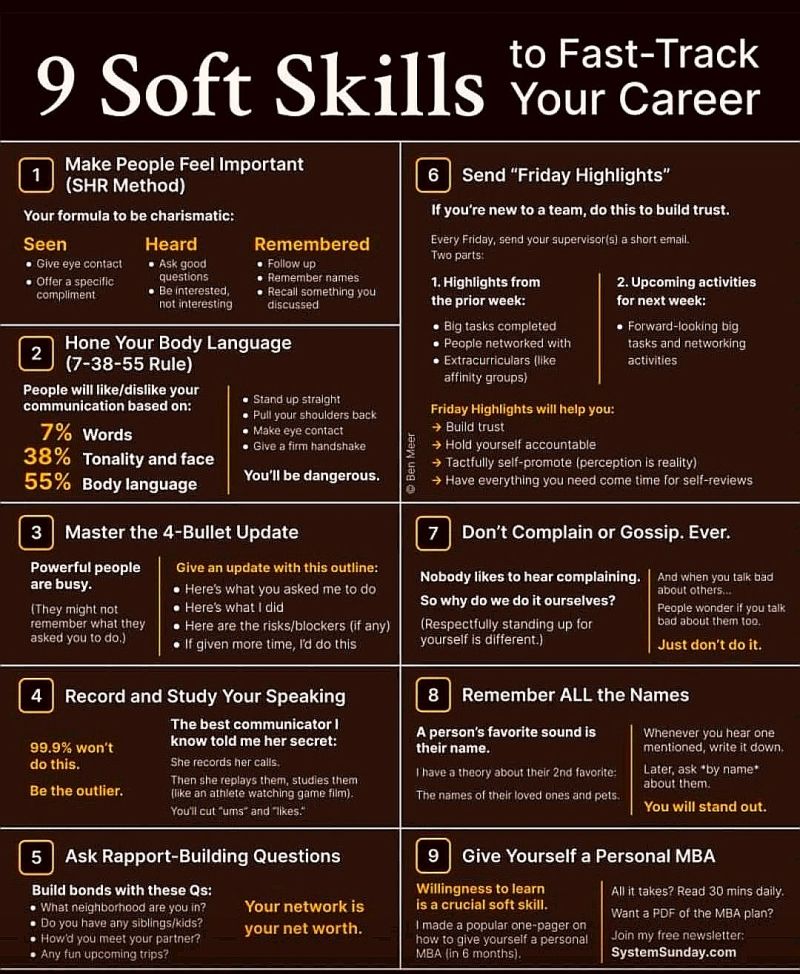 9 Soft Skills
to Fast-Track
Your Career
1
Make People Feel Important
(SHR Method)
Your formula to be charismatic:
Seen
• Give eye contact
• Offer a specific
compliment
Heard
• Ask good
questions
• Be interested,
not interesting
Remembered
• Follow up
• Remember names
• Recall something you
discussed
2
Hone Your Body Language
(7-38-55 Rule)
People will like/dislike your
communication based on:
7% Words
38% Tonality and face
55% Body language
• Stand up straight
• Pull your shoulders back
• Make eye contact
• Give a firm handshake
You'll be dangerous.
3
Master the 4-Bullet Update
Powerful people
are busy.
(They might not
remember what they
asked you to do.)
Give an update with this outline:
• Here's what you asked me to do
• Here's what I did
• Here are the risks/blockers (if any)
• If given more time, I'd do this
4
Record and Study Your Speaking
99.9% won't
do this.
Be the outlier.
The best communicator I
know told me her secret:
She records her calls.
Then she replays them, studies them
(like an athlete watching game film).
You'll cut "ums" and "likes."
5
Ask Rapport-Building Questions
Build bonds with these Qs:
• What neighborhood are you in?
• Do you have any siblings/kids?
• How'd you meet your partner?
• Any fun upcoming trips?
Your network is
your net worth.
6
Send "Friday Highlights"
If you're new to a team, do this to build trust.
Every Friday, send your supervisor(s) a short email.
Two parts:
1. Highlights from
the prior week:
• Big tasks completed
• People networked with
• Extracurriculars (like
affinity groups)
2. Upcoming activities
for next week:
• Forward-looking big
tasks and networking
activities
Friday Highlights will help you:
→ Build trust
→ Hold yourself accountable
→ Tactfully self-promote (perception is reality)
→ Have everything you need come time for self-reviews
© Ben Meer
7
Don't Complain or Gossip. Ever.
Nobody likes to hear complaining.
So why do we do it ourselves?
(Respectfully standing up for
yourself is different.)
And when you talk bad
about others...
People wonder if you talk
bad about them too.
Just don't do it.
8
Remember ALL the Names
A person's favorite sound is
their name.
I have a theory about their 2nd favorite:
The names of their loved ones and pets.
Whenever you hear one
mentioned, write it down.
Later, ask *by name*
about them.
You will stand out.
9
Give Yourself a Personal MBA
Willingness to learn
is a crucial soft skill.
I made a popular one-pager on
how to give yourself a personal
MBA (in 6 months).
All it takes? Read 30 mins daily.
Want a PDF of the MBA plan?
Join my free newsletter:
SystemSunday.com